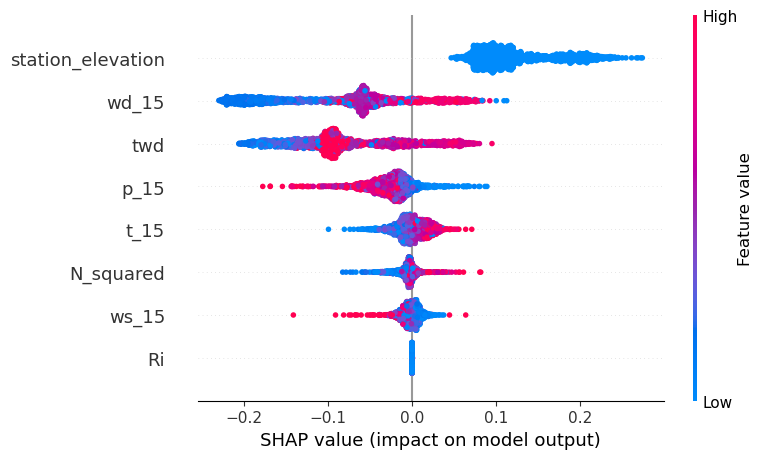 High
station_elevation
wd_15
twd
p_15
t_15
N_squared
ws_15
Ri
Feature value
Low
−0.2 −0.1 0.0 0.1 0.2
SHAP value (impact on model output)